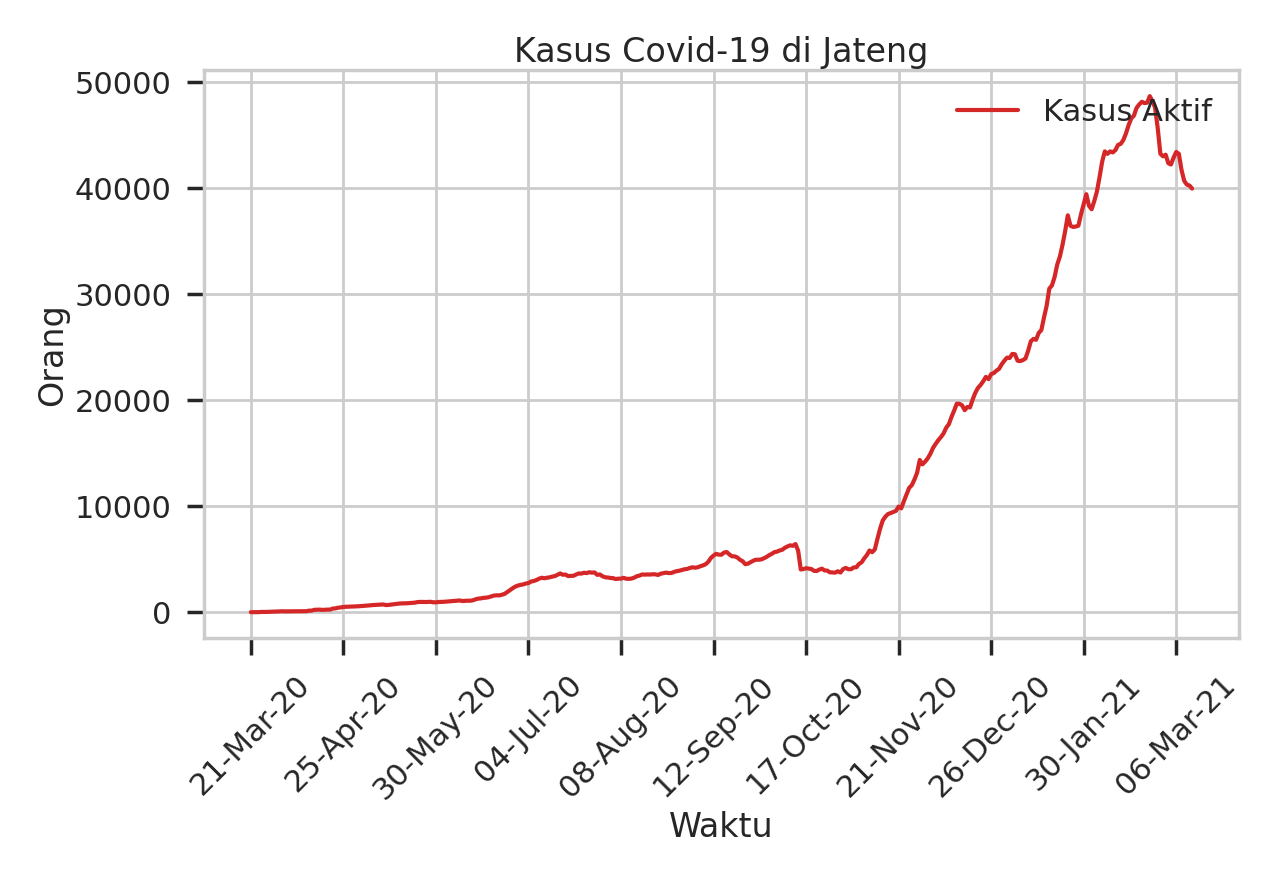 Kasus Covid-19 di Jateng
Kasus Aktif
50000
40000
30000
20000
10000
0
Orang
21-Mar-20
25-Apr-20
30-May-20
04-Jul-20
08-Aug-20
12-Sep-20
17-Oct-20
21-Nov-20
26-Dec-20
30-Jan-21
06-Mar-21
Waktu